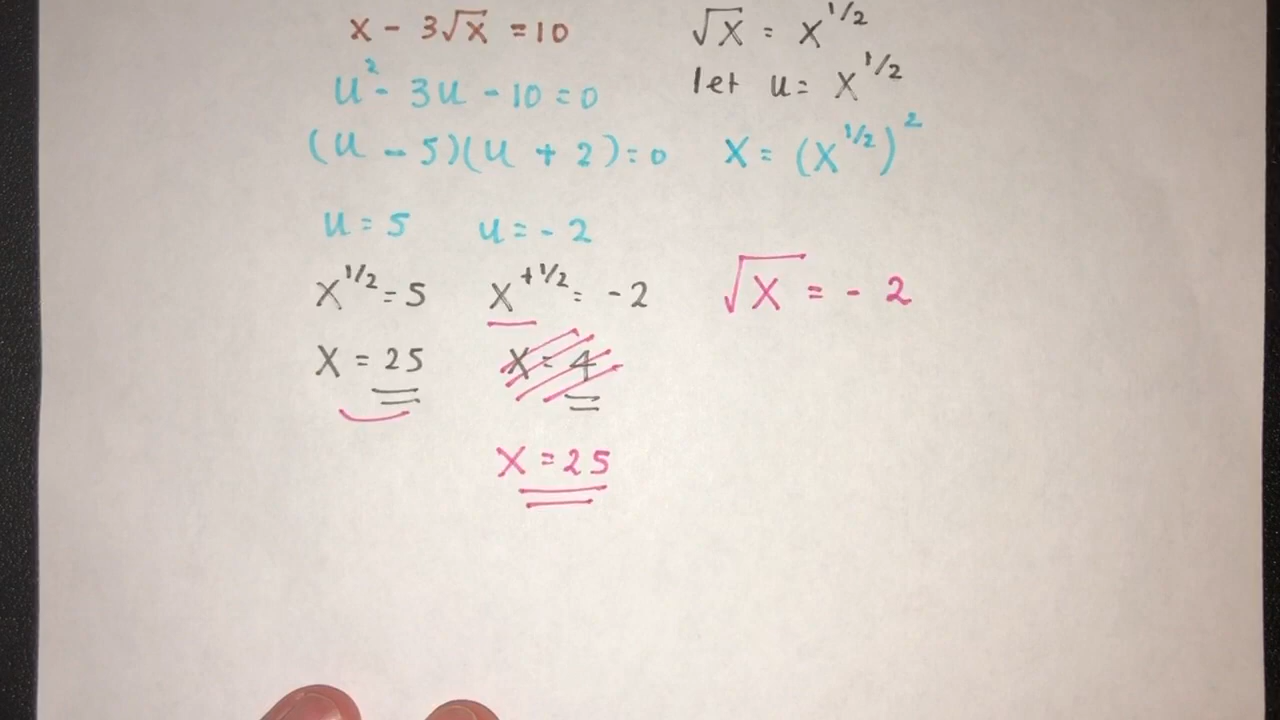 x - 3√x = 10
√x = x^1/2
let u = x^1/2
u² - 3u - 10 = 0
(u - 5)(u + 2) = 0
x = (x^1/2)²
u = 5
u = - 2
x^1/2 = 5
x^+1/2 = - 2
√x = - 2
x = 25
x = 4
x = 25